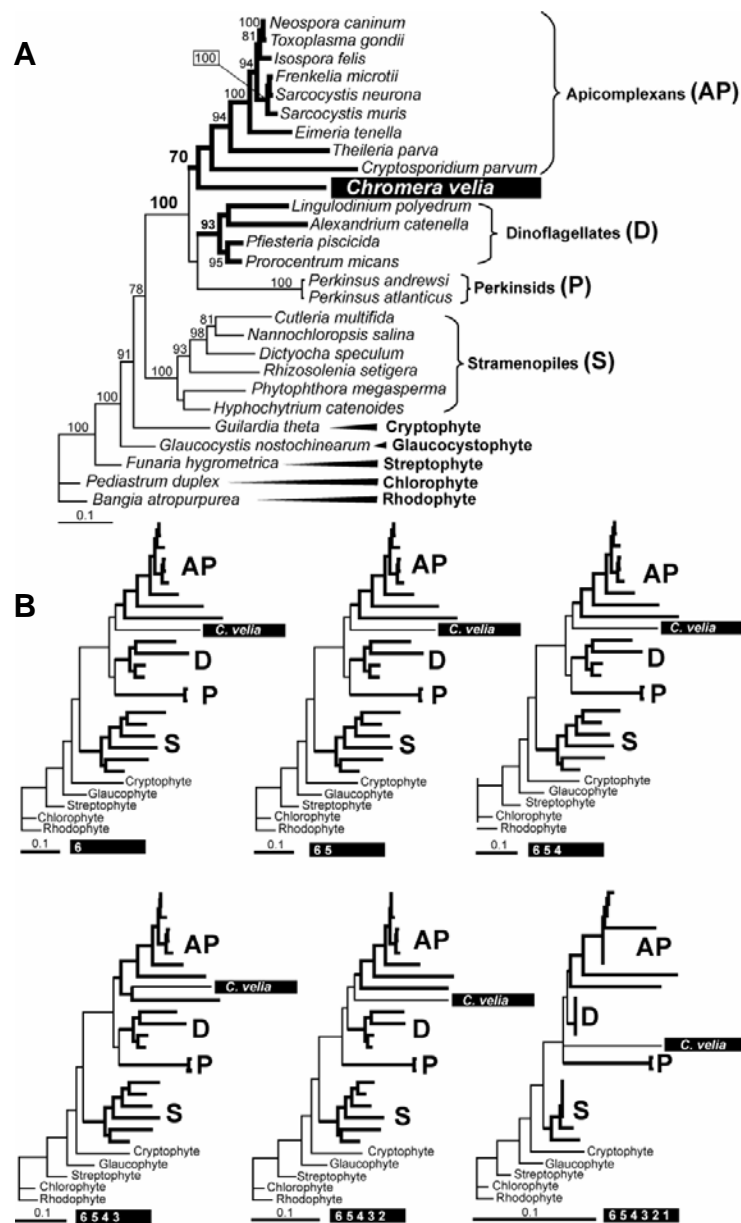 A
100
Neospora caninum
81
Toxoplasma gondii
94
Isospora felis
100
Frenkelia microtii
100
Sarcocystis neurona
Apicomplexans (AP)
94
Sarcocystis muris
Eimeria tenella
70
Theileria parva
Cryptosporidium parvum
Chromera velia
100
Lingulodinium polyedrum
93
Alexandrium catenella
Dinoflagellates (D)
Pfiesteria piscicida
95
Prorocentrum micans
100
Perkinsus andrewsi
Perkinsids (P)
Perkinsus atlanticus
78
81
Cutleria multifida
98
Nannochloropsis salina
93
Dictyocha speculum
91
100
Rhizosolenia setigera
Stramenopiles (S)
Phytophthora megasperma
100
Hyphochytrium catenoides
Guillardia theta
Cryptophyte
100
Glaucocystis nostochinearum
Glaucocystophyte
Funaria hygrometrica
Streptophyte
Pediastrum duplex
Chlorophyte
Bangia atropurpurea
Rhodophyte
0.1
B
AP
C. velia
D
P
S
Cryptophyte
Glaucophyte
Streptophyte
Chlorophyte
Rhodophyte
0.1
6
AP
C. velia
D
P
S
Cryptophyte
Glaucophyte
Streptophyte
Chlorophyte
Rhodophyte
0.1
6 5
AP
C. velia
D
P
S
Cryptophyte
Glaucophyte
Streptophyte
Chlorophyte
Rhodophyte
0.1
6 5 4
AP
C. velia
D
P
S
Cryptophyte
Glaucophyte
Streptophyte
Chlorophyte
Rhodophyte
0.1
6 5 4 3
AP
C. velia
D
P
S
Cryptophyte
Glaucophyte
Streptophyte
Chlorophyte
Rhodophyte
0.1
6 5 4 3 2
AP
D
C. velia
P
S
Cryptophyte
Glaucophyte
Streptophyte
Chlorophyte
Rhodophyte
0.1
6 5 4 3 2 1